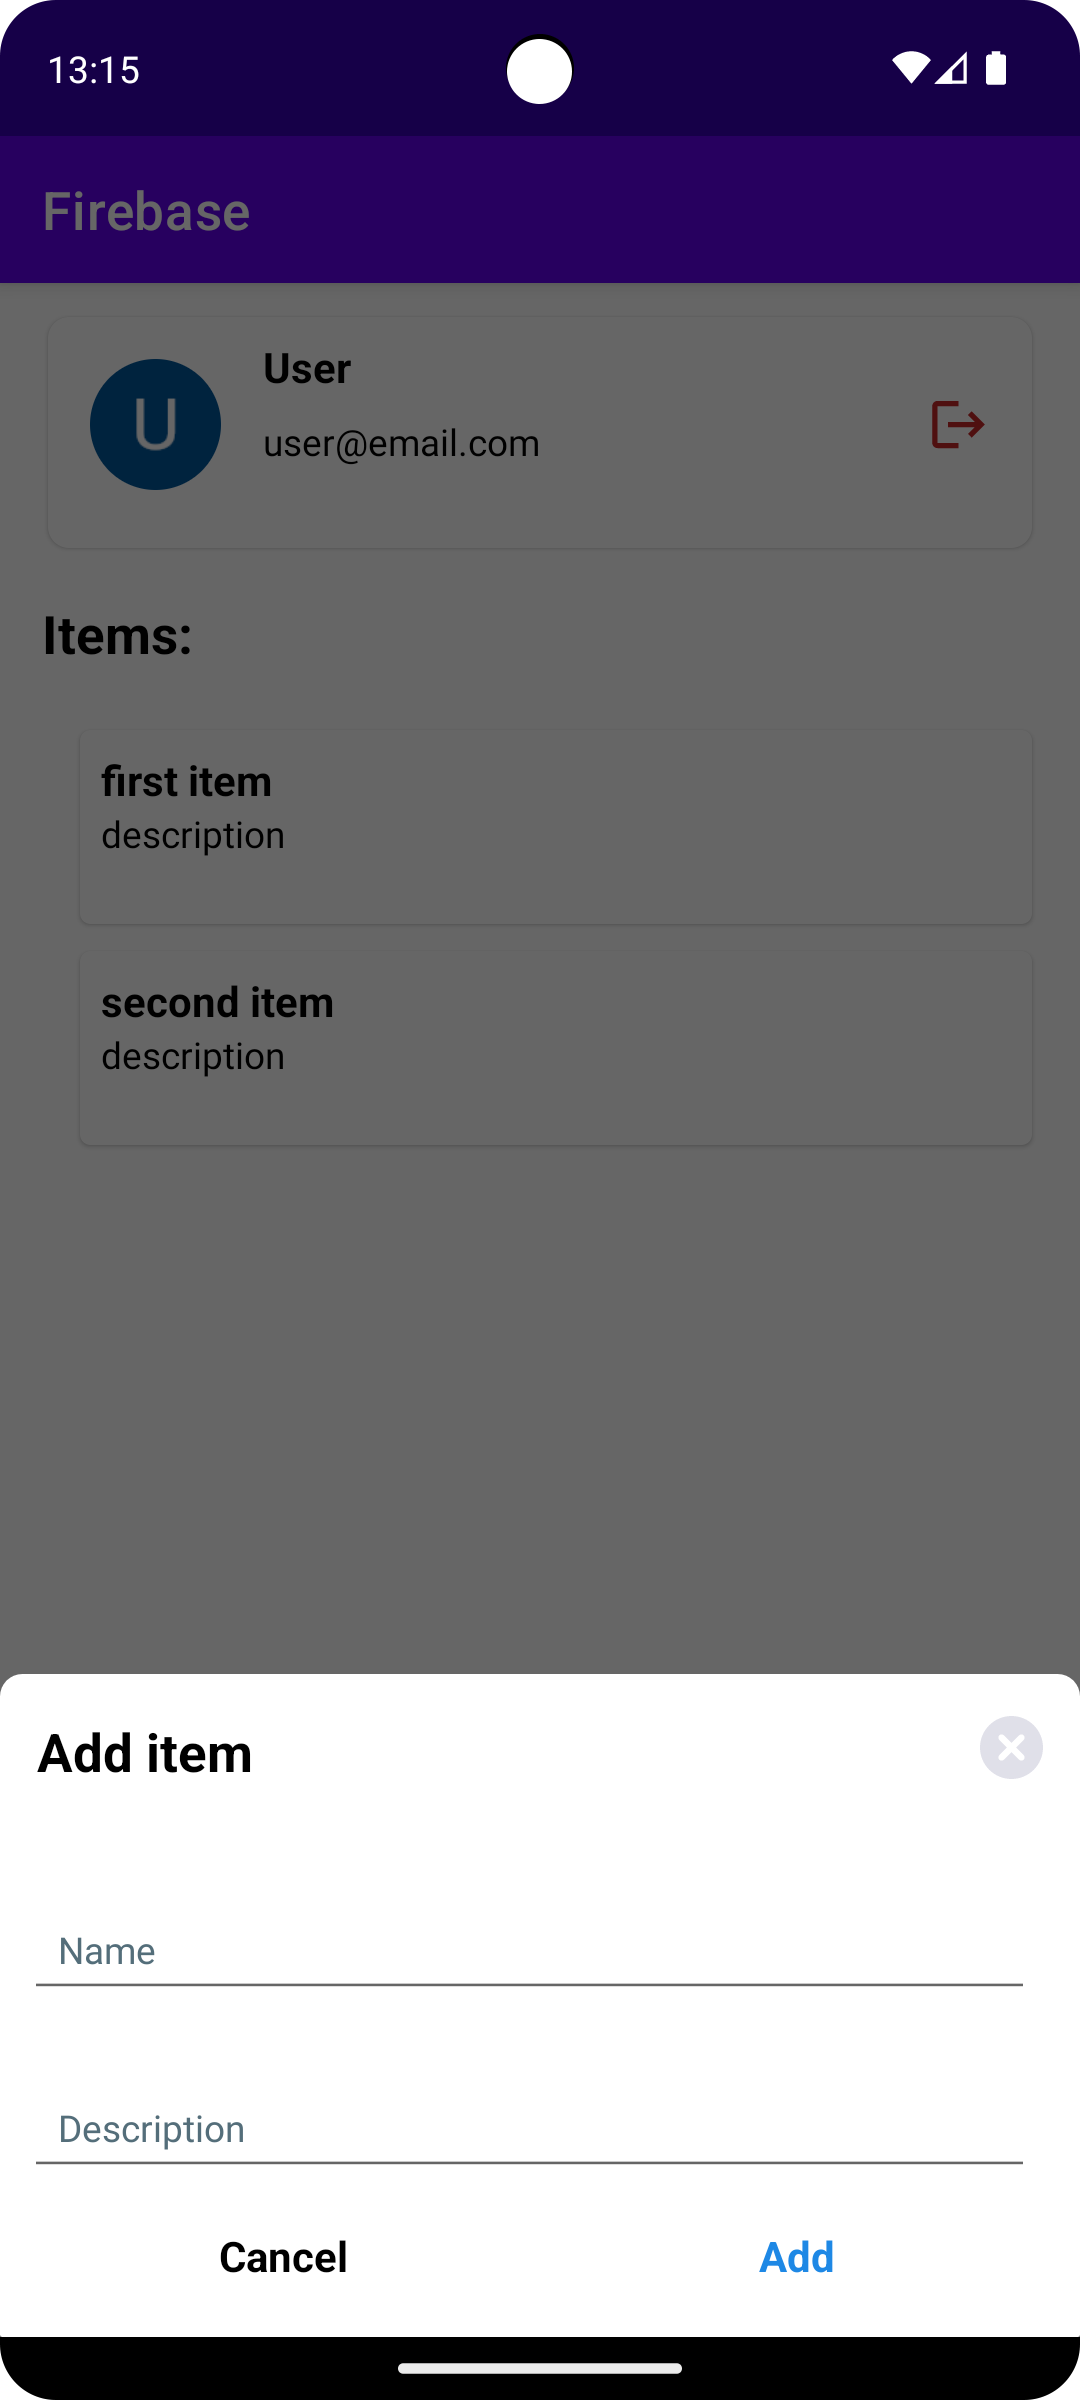 13:15
Firebase
U
User
user@email.com
Items:
first item
description
second item
description
Add item
Name
Description
Cancel
Add